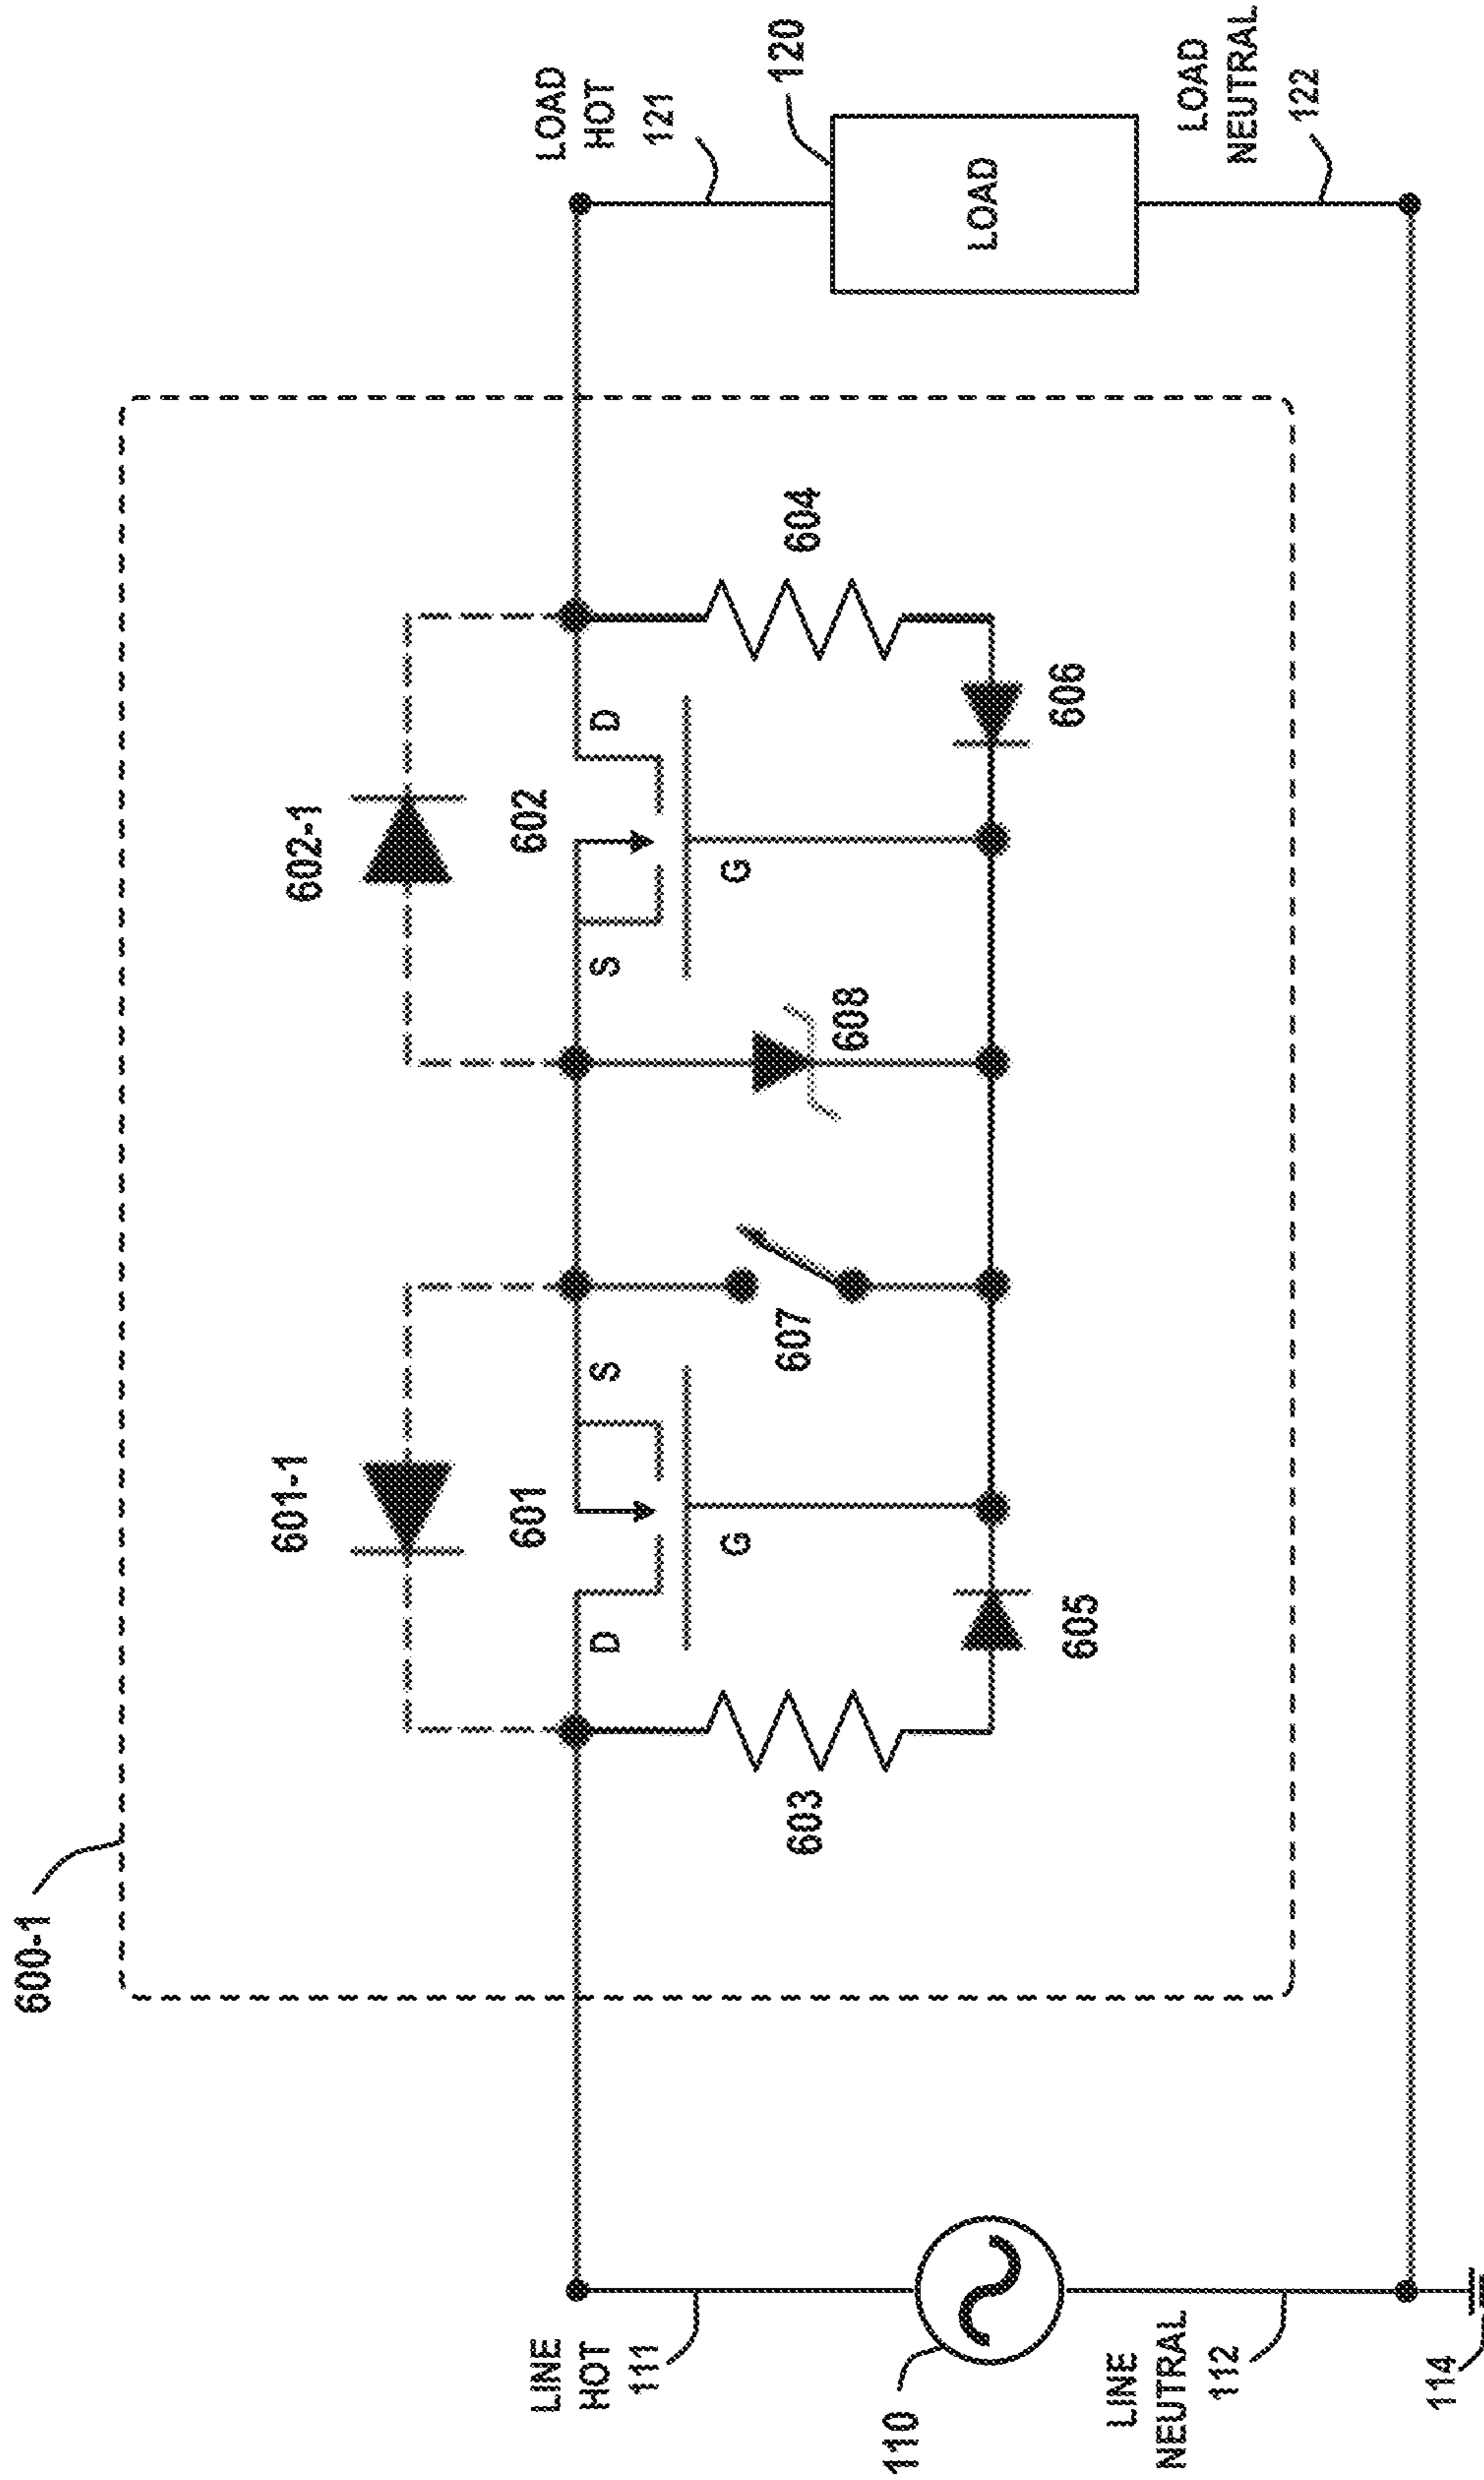 600-1
601-1
602-1
LINE
HOT
111
601
602
LOAD
HOT
121
D
S
S
D
G
G
603
607
608
604
120
LOAD
110
605
606
LINE
NEUTRAL
112
LOAD
NEUTRAL
122
114